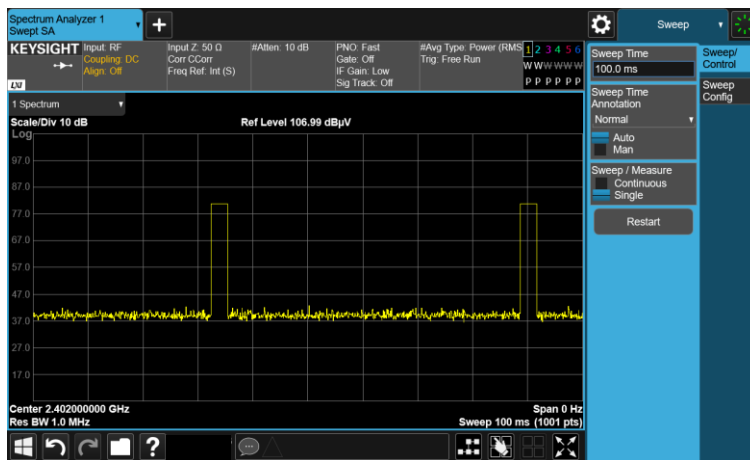 Spectrum Analyzer 1
Swept SA
+
Sweep
KEYSIGHT
Input: RF
Coupling: DC
Align: Off
Input Z: 50 Ω
Corr CCorr
Freq Ref: Int (S)
#Atten: 10 dB
PNO: Fast
Gate: Off
IF Gain: Low
Sig Track: Off
#Avg Type: Power (RMS
Trig: Free Run
1 2 3 4 5 6
W W W W W W
P P P P P P
LXI
1 Spectrum
Scale/Div 10 dB
Ref Level 106.99 dBµV
Log
97.0
87.0
77.0
67.0
57.0
47.0
37.0
27.0
17.0
Center 2.402000000 GHz
Res BW 1.0 MHz
Span 0 Hz
Sweep 100 ms (1001 pts)
?
Sweep Time
100.0 ms
Sweep Time
Annotation
Normal
Auto
Man
Sweep / Measure
Continuous
Single
Restart
Sweep/
Control
Sweep
Config